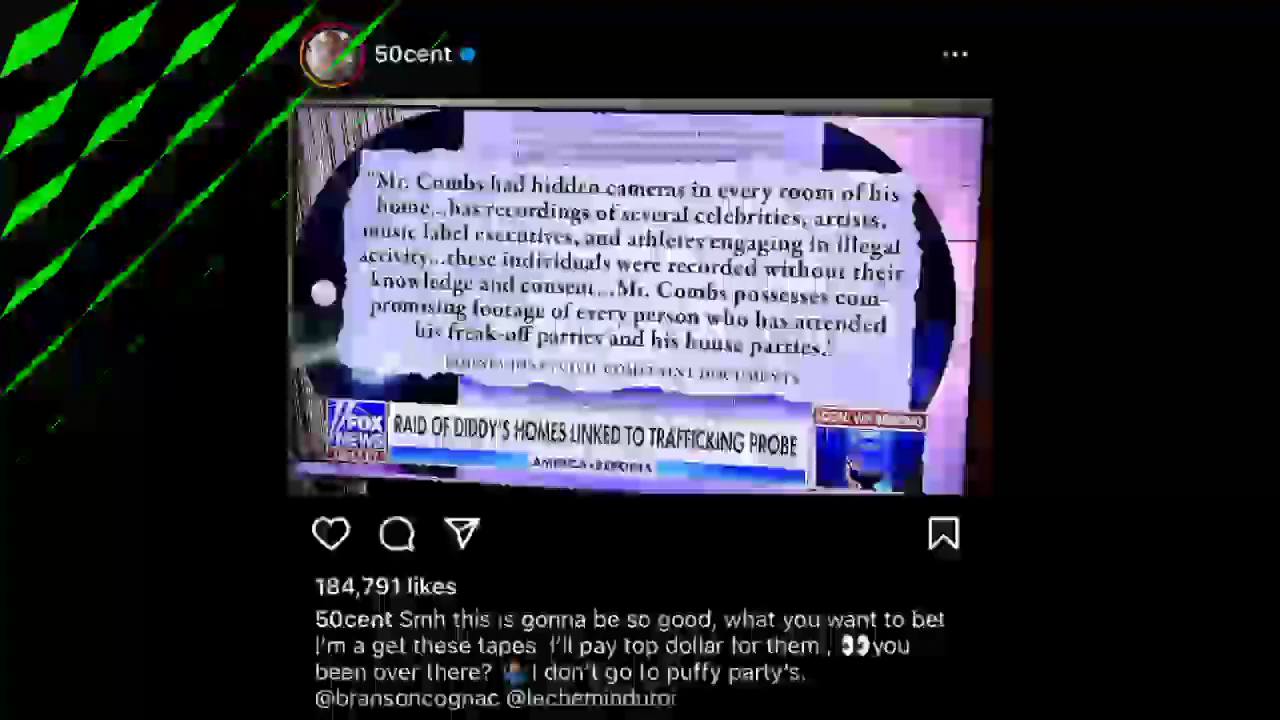 50cent
"Mr. Combs had hidden cameras in every room of his
home...has recordings of several celebrities, artists,
music label executives, and athletes engaging in illegal
activity...these individuals were recorded without their
knowledge and consent...Mr. Combs possesses com-
promising footage of every person who has attended
his freak-off parties and his house parties."
CIVIL COMPLAINT DOCUMENTS
FOX
NEWS
RAID OF DIDDY'S HOMES LINKED TO TRAFFICKING PROBE
AMERICA REPORTS
184,791 likes
50cent Smh this is gonna be so good, what you want to bet
I'm a get these tapes I'll pay top dollar for them , 👀you
been over there? I don't go to puffy party's.
@bransoncognac @lecheminduroi